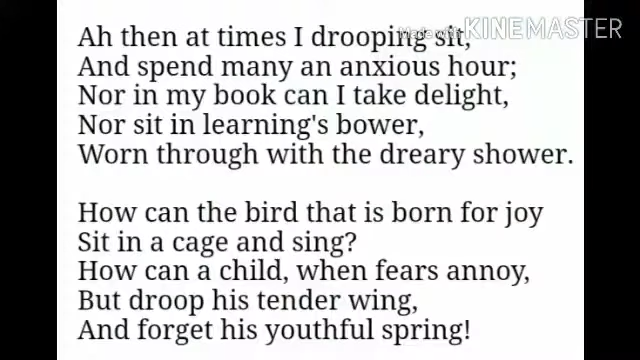 Made with KINEMASTER
Ah then at times I drooping sit,
And spend many an anxious hour;
Nor in my book can I take delight,
Nor sit in learning's bower,
Worn through with the dreary shower.
How can the bird that is born for joy
Sit in a cage and sing?
How can a child, when fears annoy,
But droop his tender wing,
And forget his youthful spring!